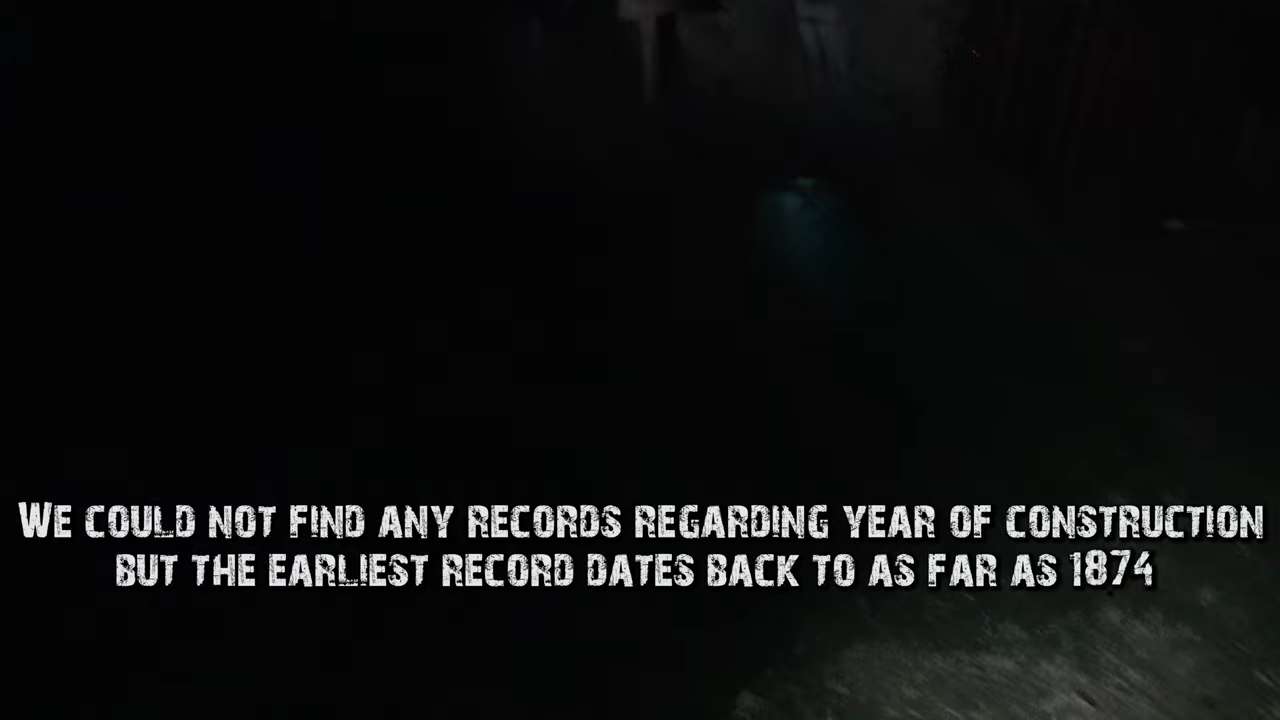 We could not find any records regarding year of construction
but the earliest record dates back to as far as 1874